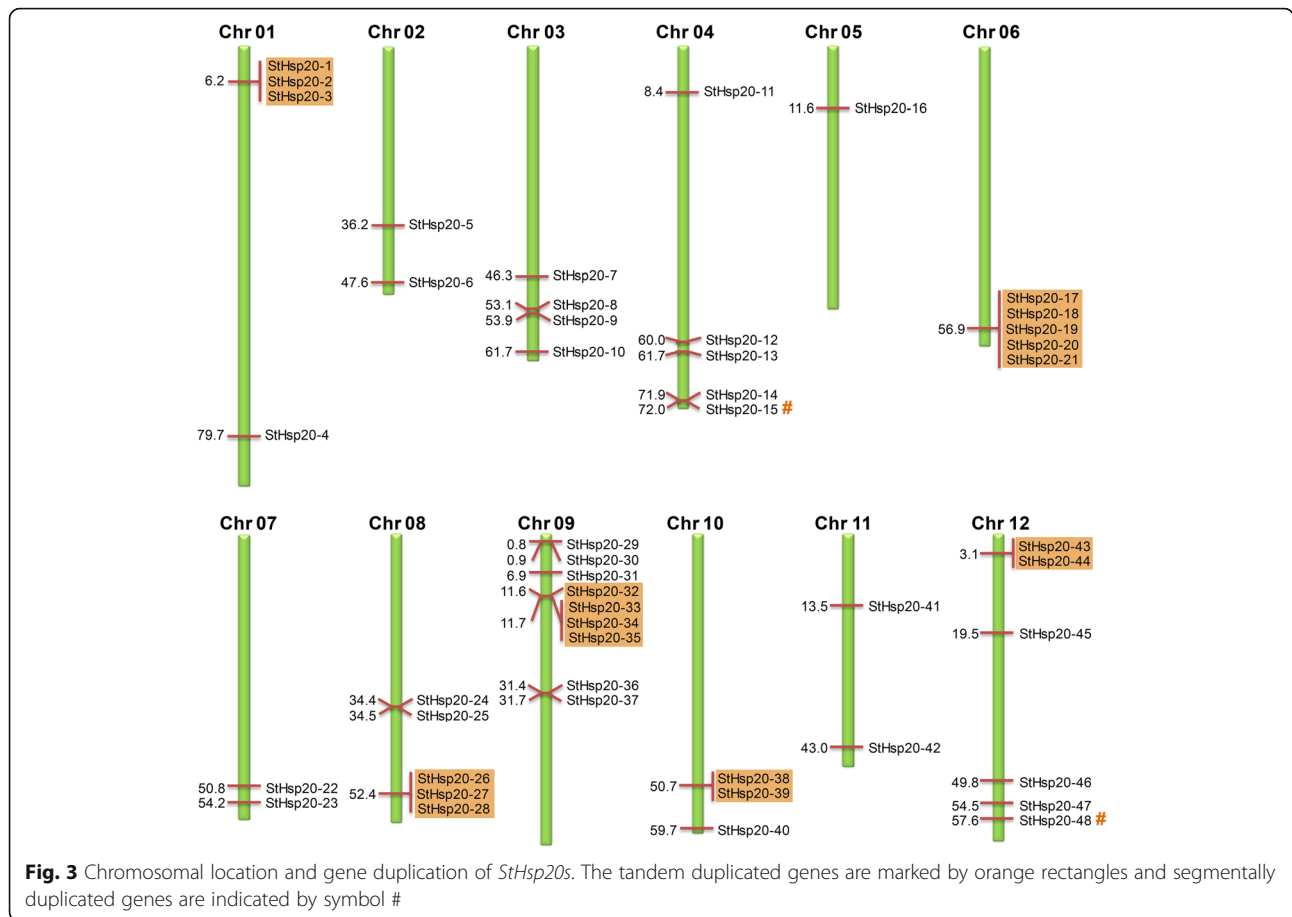 Chr 01
Chr 02
Chr 03
Chr 04
Chr 05
Chr 06
6.2
StHsp20-1
StHsp20-2
StHsp20-3
79.7
StHsp20-4
36.2
StHsp20-5
47.6
StHsp20-6
46.3
StHsp20-7
53.1
StHsp20-8
53.9
StHsp20-9
61.7
StHsp20-10
8.4
StHsp20-11
60.0
StHsp20-12
61.7
StHsp20-13
71.9
StHsp20-14
72.0
StHsp20-15 #
11.6
StHsp20-16
56.9
StHsp20-17
StHsp20-18
StHsp20-19
StHsp20-20
StHsp20-21
Chr 07
Chr 08
Chr 09
Chr 10
Chr 11
Chr 12
50.8
StHsp20-22
54.2
StHsp20-23
34.4
StHsp20-24
34.5
StHsp20-25
52.4
StHsp20-26
StHsp20-27
StHsp20-28
0.8
StHsp20-29
0.9
StHsp20-30
6.9
StHsp20-31
11.6
StHsp20-32
11.7
StHsp20-33
StHsp20-34
StHsp20-35
31.4
StHsp20-36
31.7
StHsp20-37
50.7
StHsp20-38
StHsp20-39
59.7
StHsp20-40
13.5
StHsp20-41
43.0
StHsp20-42
3.1
StHsp20-43
StHsp20-44
19.5
StHsp20-45
49.8
StHsp20-46
54.5
StHsp20-47
57.6
StHsp20-48 #
Fig. 3 Chromosomal location and gene duplication of StHsp20s. The tandem duplicated genes are marked by orange rectangles and segmentally
duplicated genes are indicated by symbol #